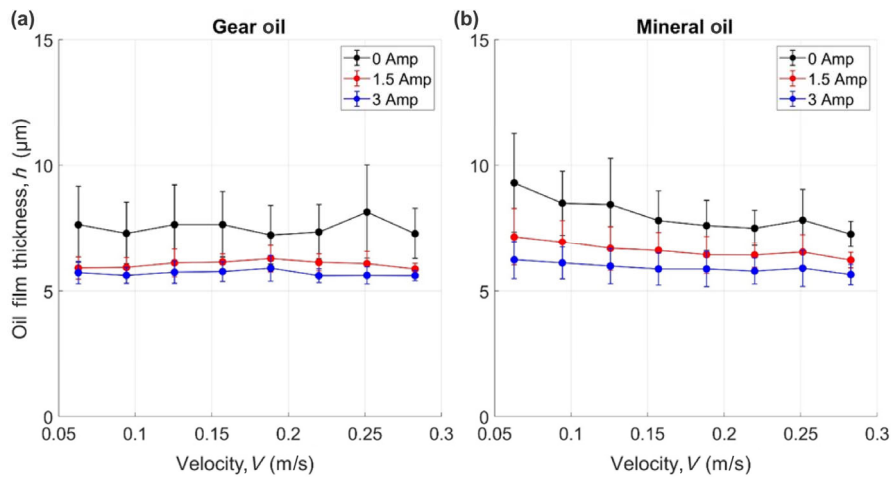 (a)
Gear oil
15
10
5
0
0 Amp
1.5 Amp
3 Amp
0.05 0.1 0.15 0.2 0.25 0.3
Velocity, V (m/s)
Oil film thickness, h (μm)
(b)
Mineral oil
15
10
5
0
0 Amp
1.5 Amp
3 Amp
0.05 0.1 0.15 0.2 0.25 0.3
Velocity, V (m/s)